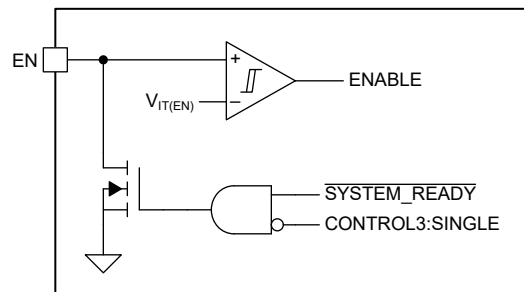 EN
+
ENABLE
V_IT(EN)
−
SYSTEM_READY
CONTROL3:SINGLE